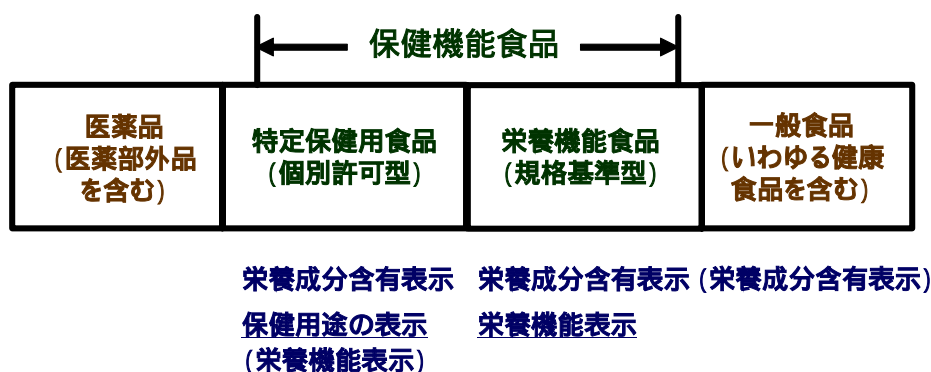 保健機能食品
医薬品
(医薬部外品
を含む)
特定保健用食品
(個別許可型)
栄養機能食品
(規格基準型)
一般食品
(いわゆる健康
食品を含む)
栄養成分含有表示
保健用途の表示
(栄養機能表示)
栄養成分含有表示
栄養機能表示
(栄養成分含有表示)